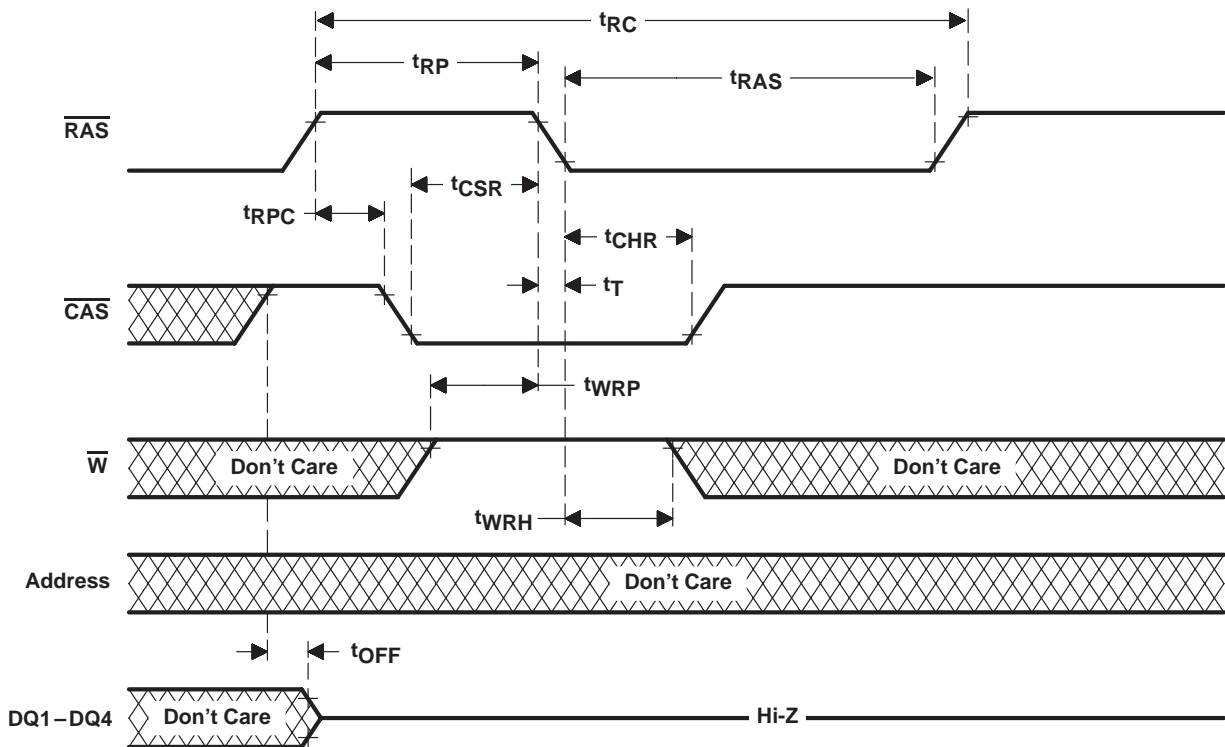 tRC
tRP
tRAS
RAS
tCSR
tRPC
tCHR
tT
CAS
tWRP
W
Don't Care
Don't Care
tWRH
Address
Don't Care
tOFF
DQ1–DQ4
Don't Care
Hi-Z